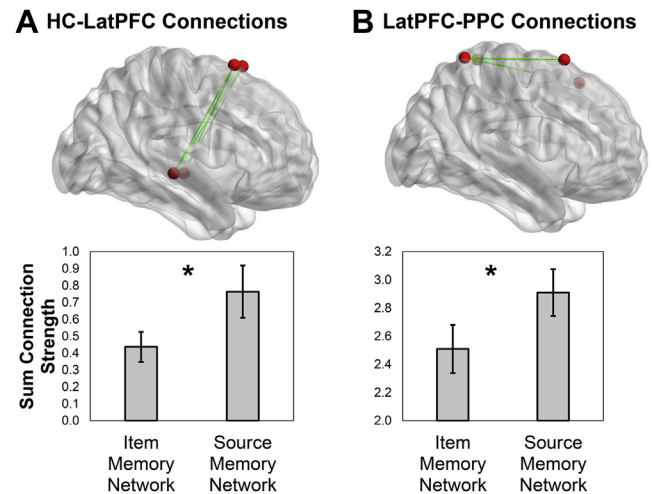 A HC-LatPFC Connections
B LatPFC-PPC Connections
Sum Connection
Strength
1.0
0.9
0.8
0.7
0.6
0.5
0.4
0.3
0.2
0.1
0.0
*
Item
Memory
Network
Source
Memory
Network
3.2
3.0
2.8
2.6
2.4
2.2
2.0
*
Item
Memory
Network
Source
Memory
Network